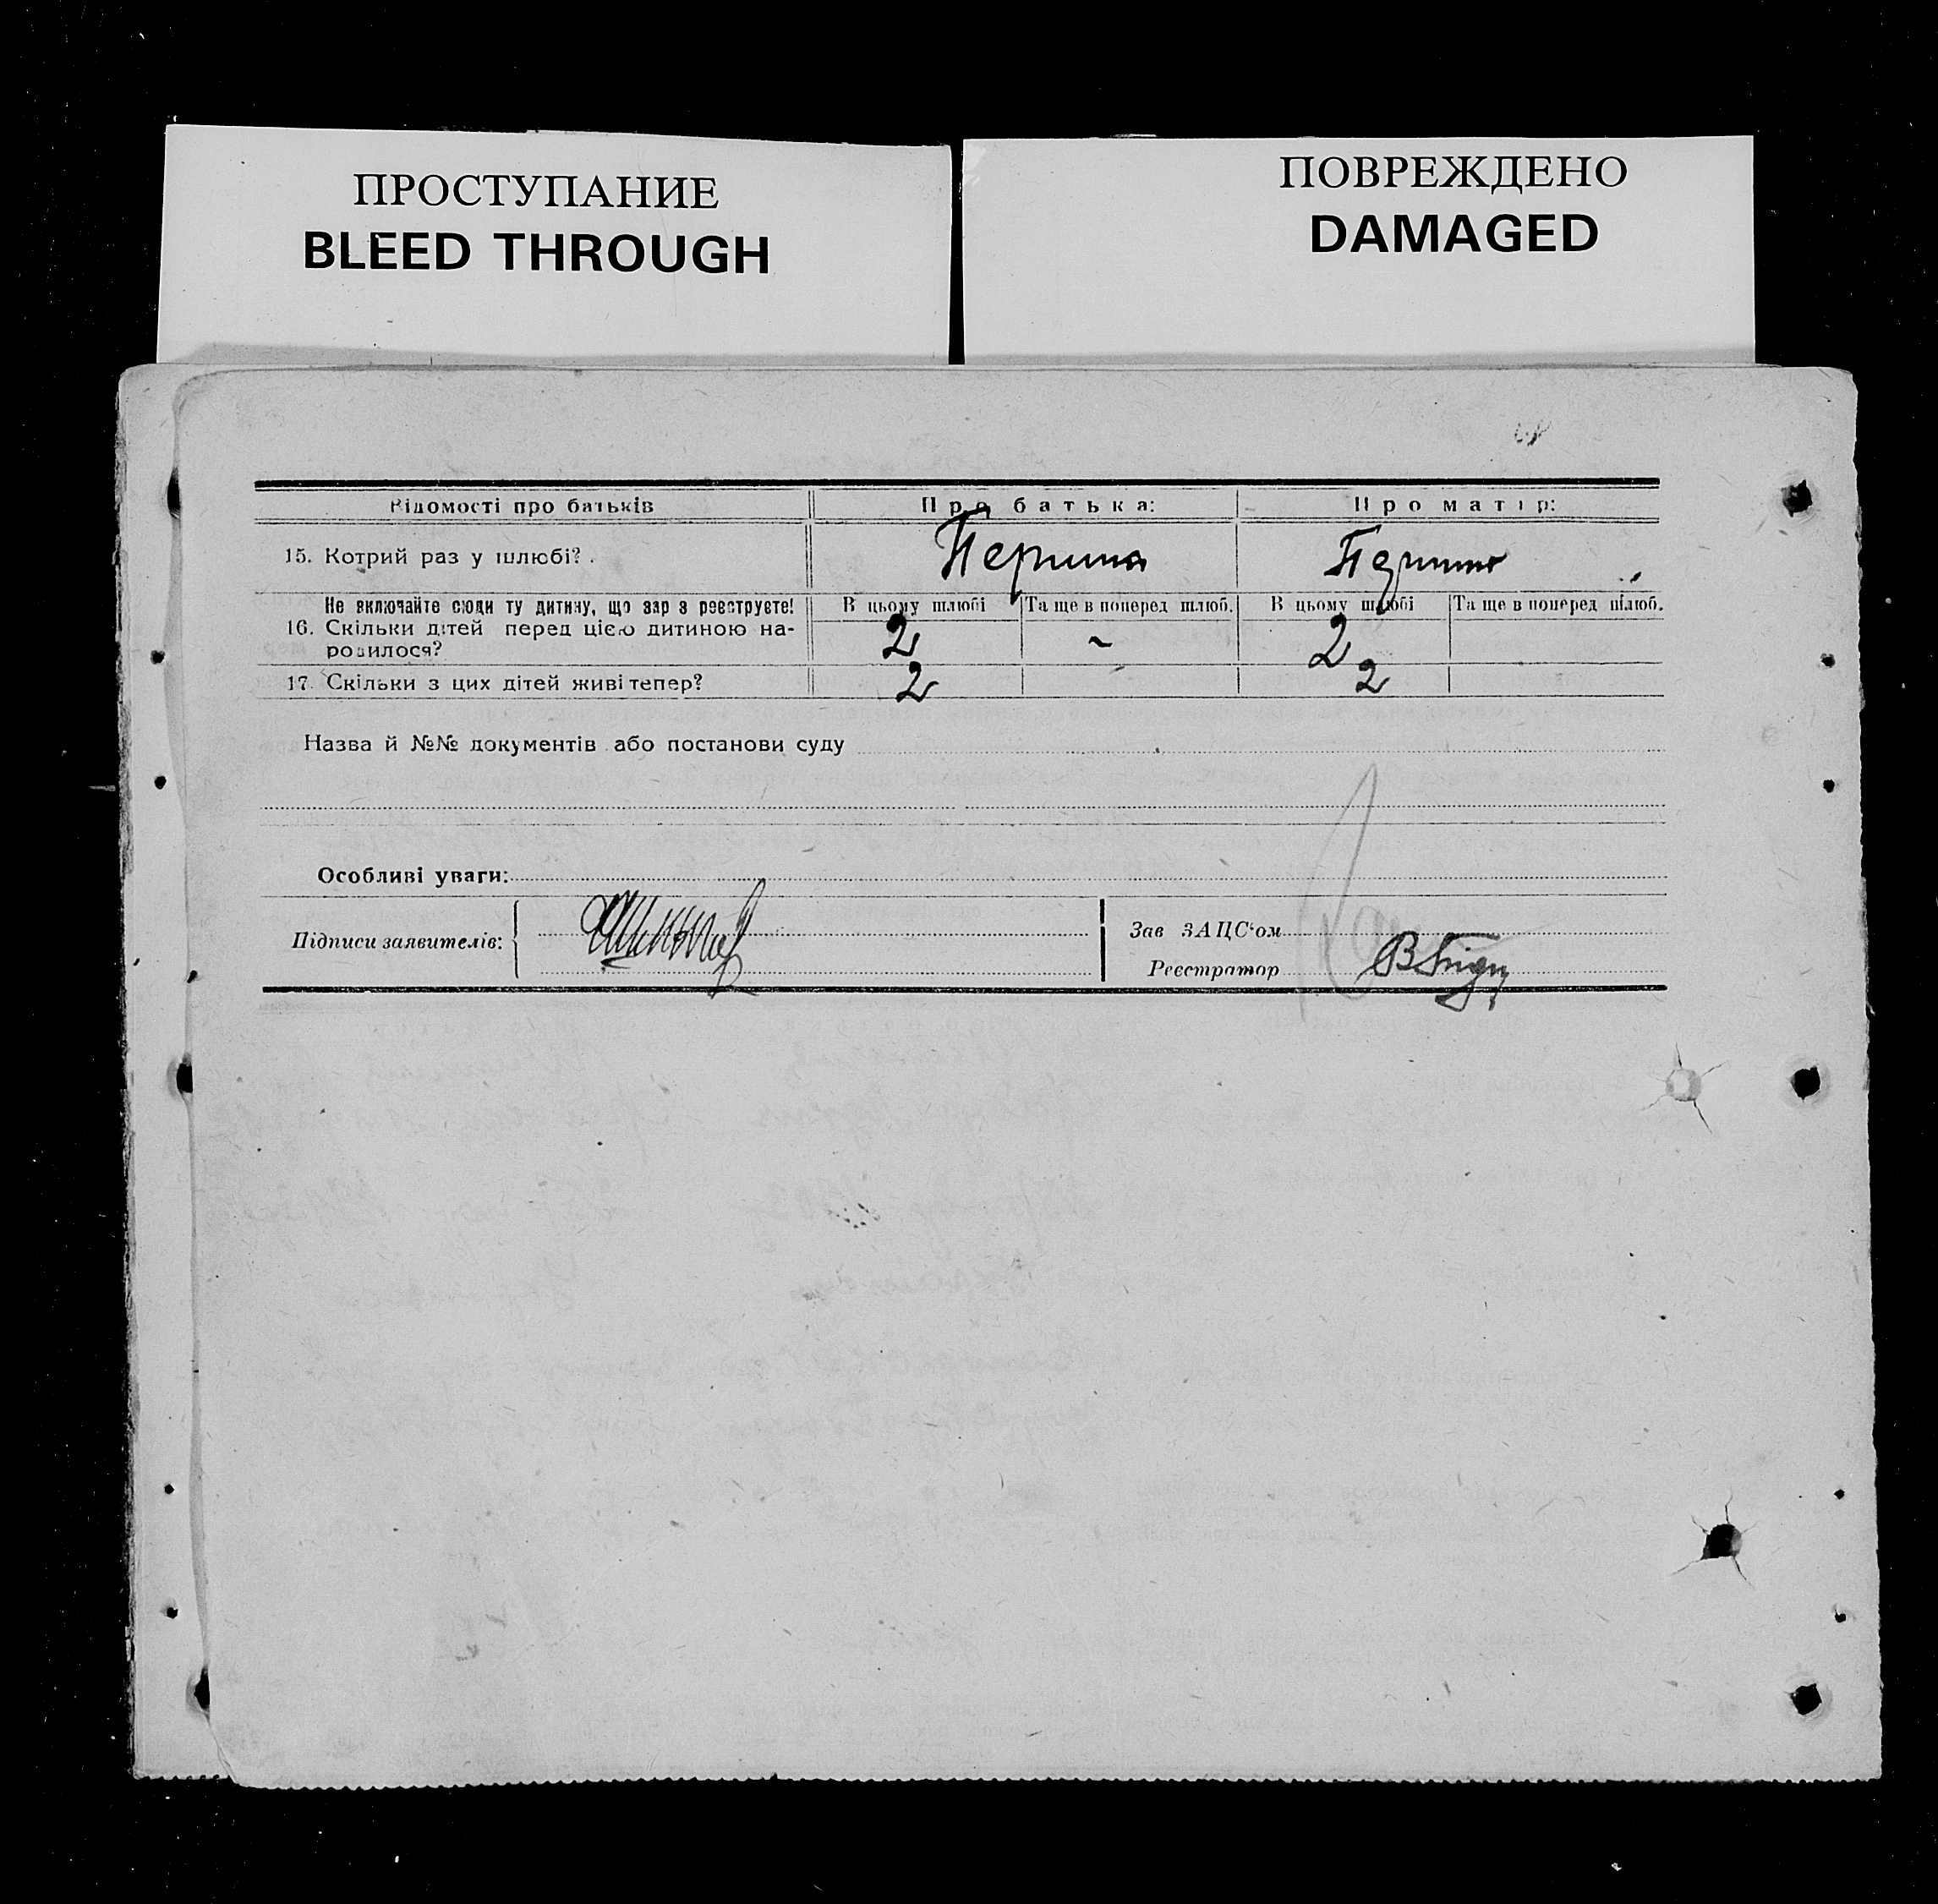 ПРОСТУПАНИЕ
BLEED THROUGH
ПОВРЕЖДЕНО
DAMAGED
Відомості про батьків
Про батька:
Про матір:
15. Котрий раз у шлюбі?
Не включайте сюди ту дитину, що зараз реєструєте!
В цьому шлюбі
Та ще в поперед шлюб.
В цьому шлюбі
Та ще в поперед шлюб.
16. Скільки дітей перед цією дитиною на-
родилося?
2
~
2
17. Скільки з цих дітей живі тепер?
2
2
Назва й №№ документів або постанови суду
Особливі уваги:
Підписи заявителів:
Зав ЗАЦС‘ом
Реєстратор